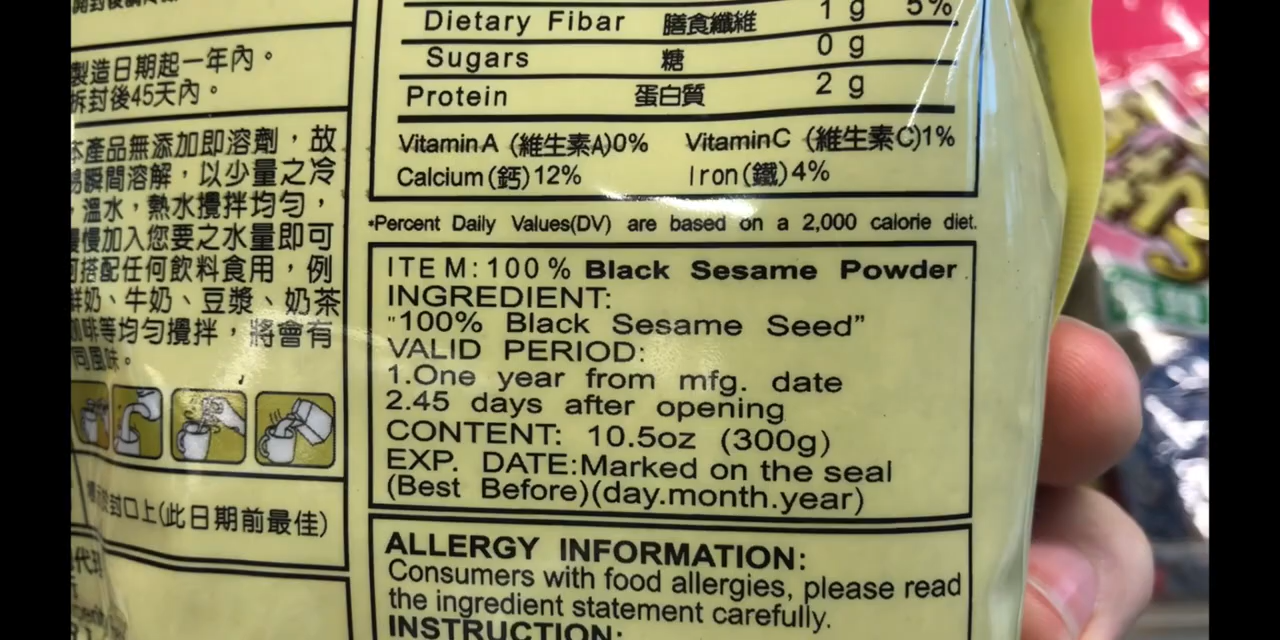 製造日期起一年內。
拆封後45天內。
本產品無添加即溶劑，故
易瞬間溶解，以少量之冷
，溫水，熱水攪拌均勻，
慢慢加入您要之水量即可
可搭配任何飲料食用，例
鮮奶、牛奶、豆漿、奶茶
咖啡等均勻攪拌，將會有
同風味。
封口上(此日期前最佳)
Dietary Fibar 膳食纖維 1 g 5%
Sugars 糖 0 g
Protein 蛋白質 2 g
Vitamin A (維生素A)0% VitaminC (維生素C)1%
Calcium(鈣)12% Iron(鐵)4%
*Percent Daily Values(DV) are based on a 2,000 calorie diet.
ITEM:100% Black Sesame Powder.
INGREDIENT:
"100% Black Sesame Seed"
VALID PERIOD:
1.One year from mfg. date
2.45 days after opening
CONTENT: 10.5oz (300g)
EXP. DATE:Marked on the seal
(Best Before)(day.month.year)
ALLERGY INFORMATION:
Consumers with food allergies, please read
the ingredient statement carefully.
INSTRUCTION: